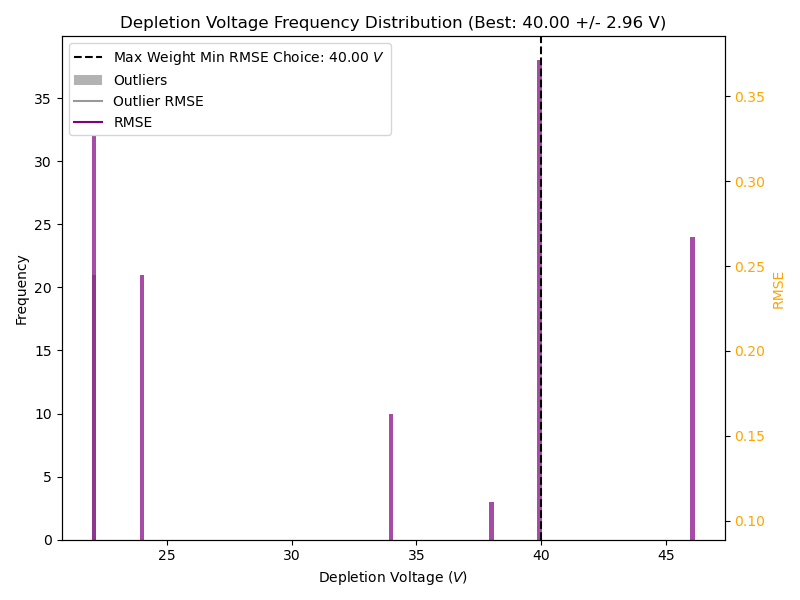 Depletion Voltage Frequency Distribution (Best: 40.00 +/- 2.96 V)
Max Weight Min RMSE Choice: 40.00 V
Outliers
Outlier RMSE
RMSE
Frequency
35
30
25
20
15
10
5
0
0.35
0.30
0.25
0.20
0.15
0.10
RMSE
25 30 35 40 45
Depletion Voltage (V)